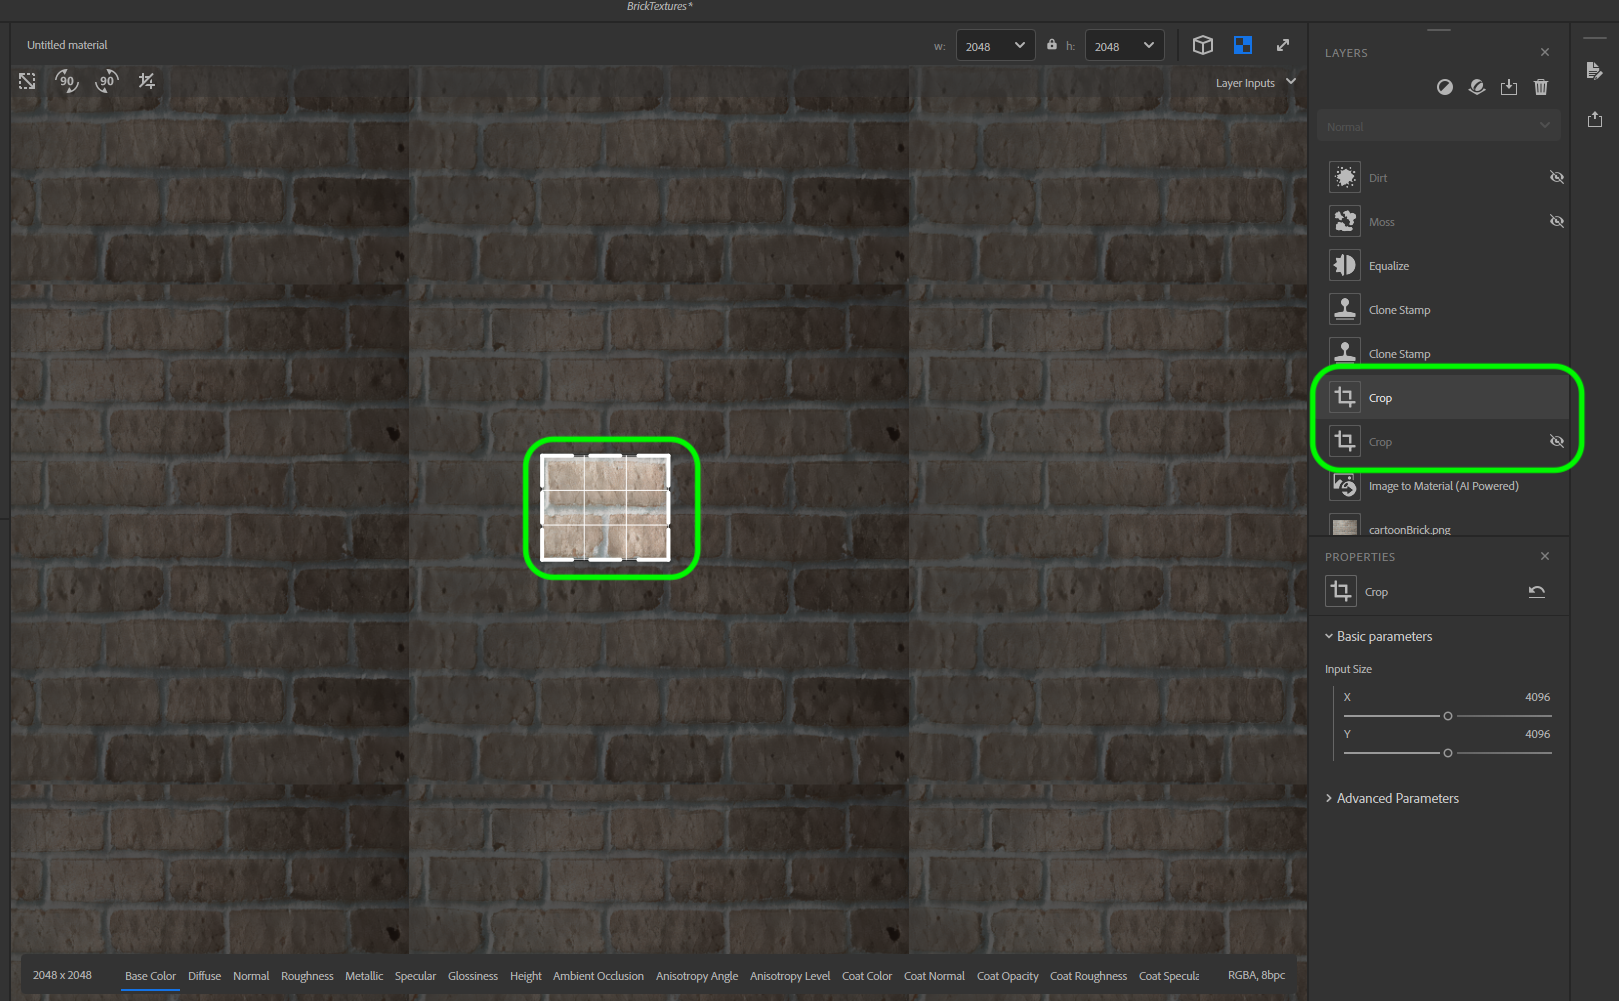 BrickTextures*
Untitled material
w: 2048 h: 2048
90 90
Layer Inputs
LAYERS
Normal
Dirt
Moss
Equalize
Clone Stamp
Clone Stamp
Crop
Crop
Image to Material (AI Powered)
cartoonBrick.png
PROPERTIES
Crop
Basic parameters
Input Size
X 4096
Y 4096
Advanced Parameters
2048 x 2048 Base Color Diffuse Normal Roughness Metallic Specular Glossiness Height Ambient Occlusion Anisotropy Angle Anisotropy Level Coat Color Coat Normal Coat Opacity Coat Roughness Coat Specula RGBA, 8bpc